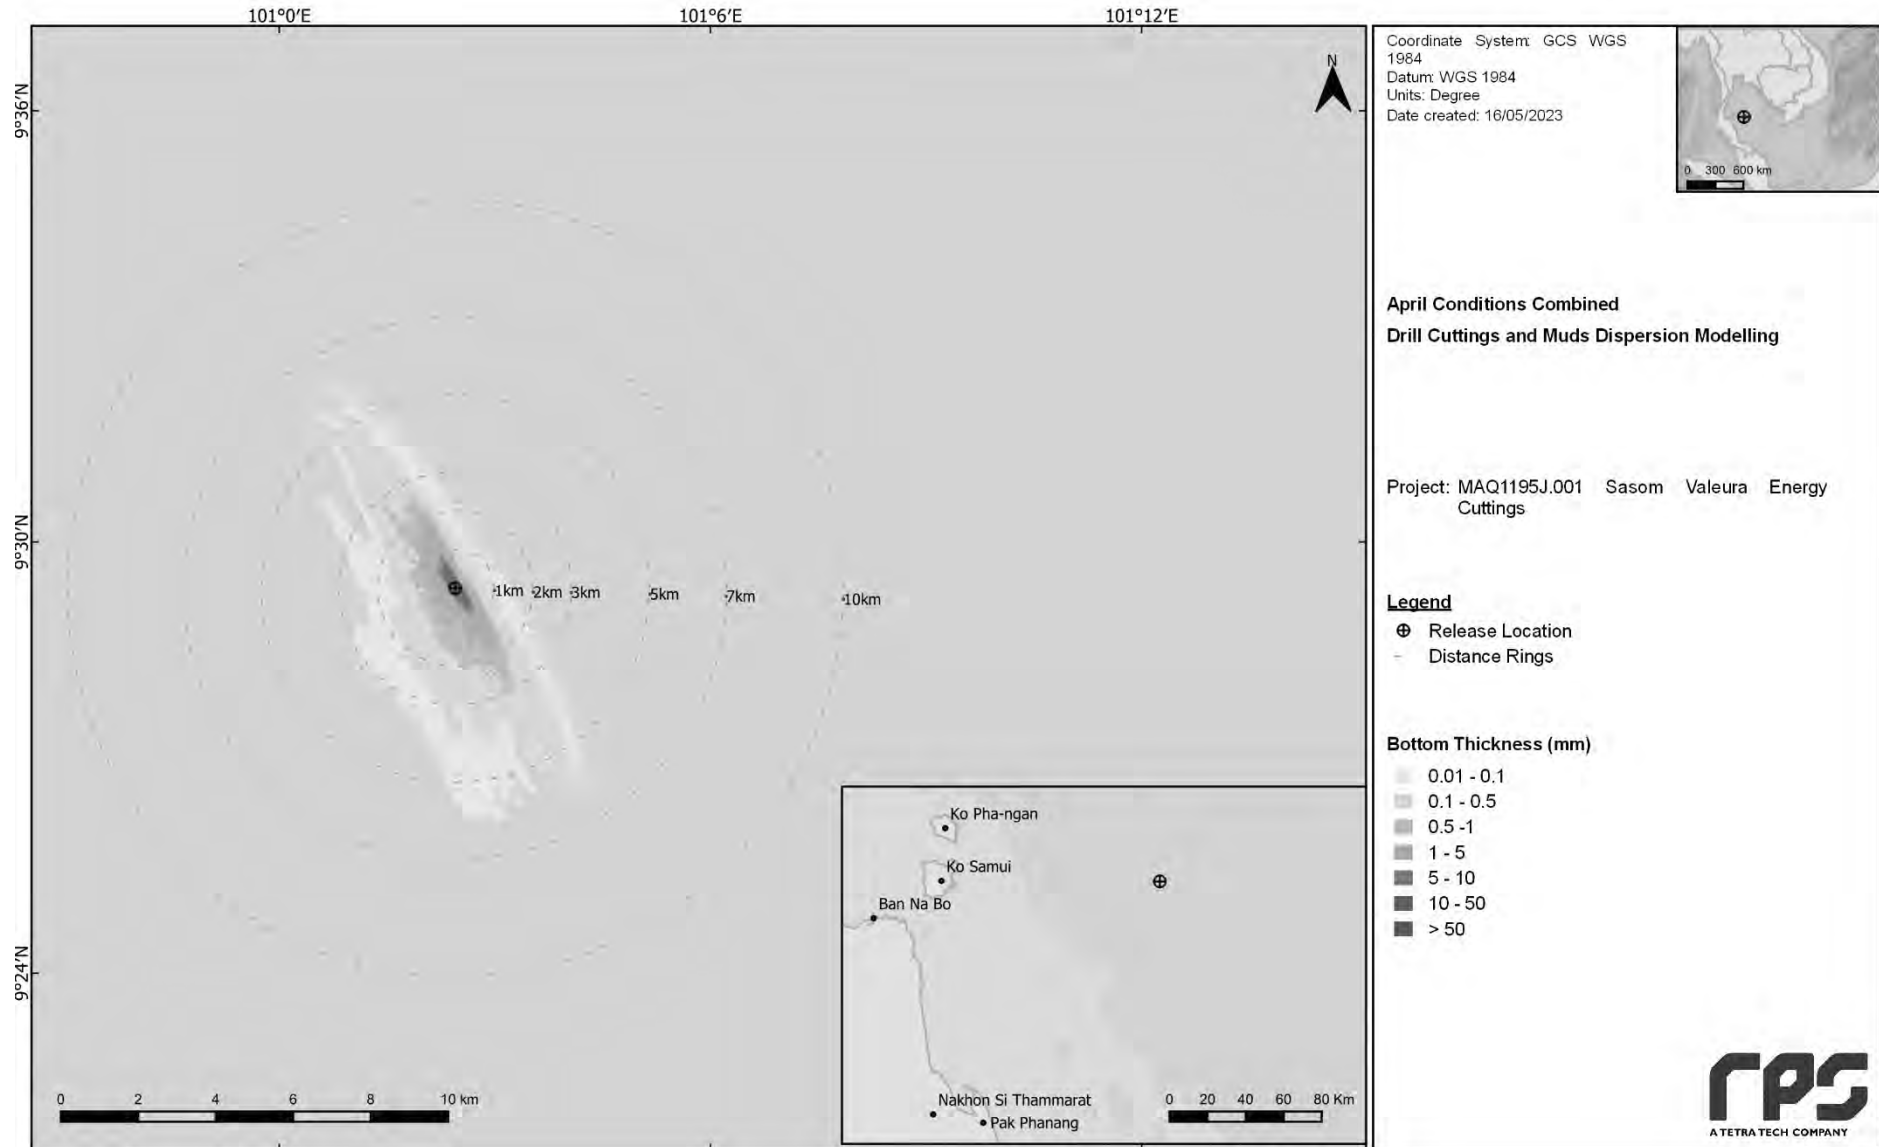 101°0'E
101°6'E
101°12'E
9°36'N
9°30'N
9°24'N
N
1km
2km
3km
5km
7km
10km
0 2 4 6 8 10 km
Ko Pha-ngan
Ko Samui
Ban Na Bo
Nakhon Si Thammarat
Pak Phanang
0 20 40 60 80 Km
Coordinate System: GCS WGS
1984
Datum: WGS 1984
Units: Degree
Date created: 16/05/2023
0 300 600 km
April Conditions Combined
Drill Cuttings and Muds Dispersion Modelling
Project: MAQ1195J.001 Sasom Valeura Energy
Cuttings
Legend
Release Location
Distance Rings
Bottom Thickness (mm)
0.01 - 0.1
0.1 - 0.5
0.5 -1
1 - 5
5 - 10
10 - 50
> 50
rps
A TETRA TECH COMPANY